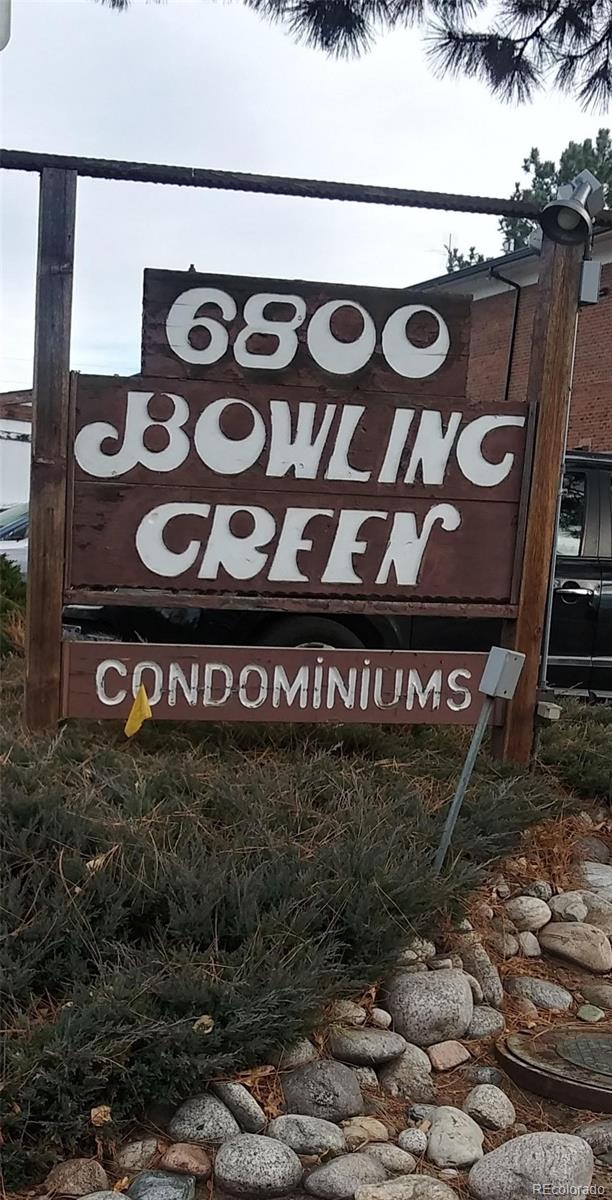 6800
BOWLING
GREEN
CONDOMiNiUMS
REcolorado